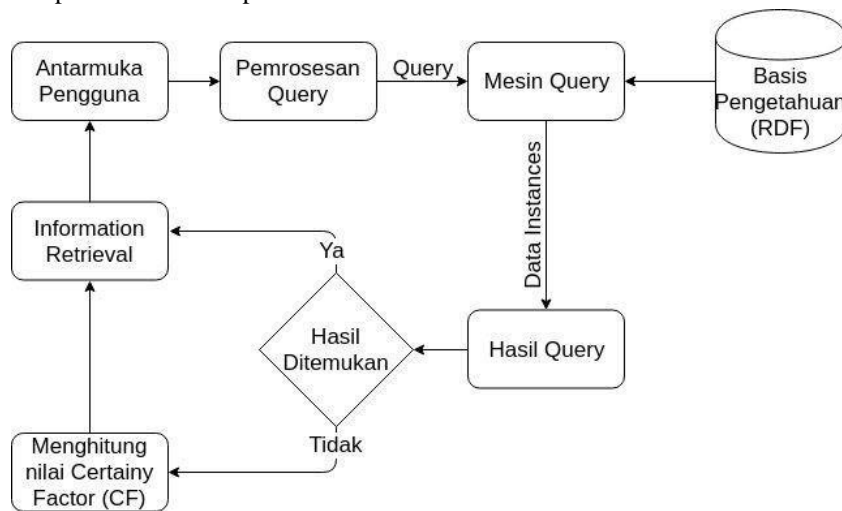 Antarmuka
Pengguna
Pemrosesan
Query
Query
Mesin Query
Basis
Pengetahuan
(RDF)
Data Instances
Information
Retrieval
Ya
Hasil
Ditemukan
Hasil Query
Tidak
Menghitung
nilai Certainy
Factor (CF)